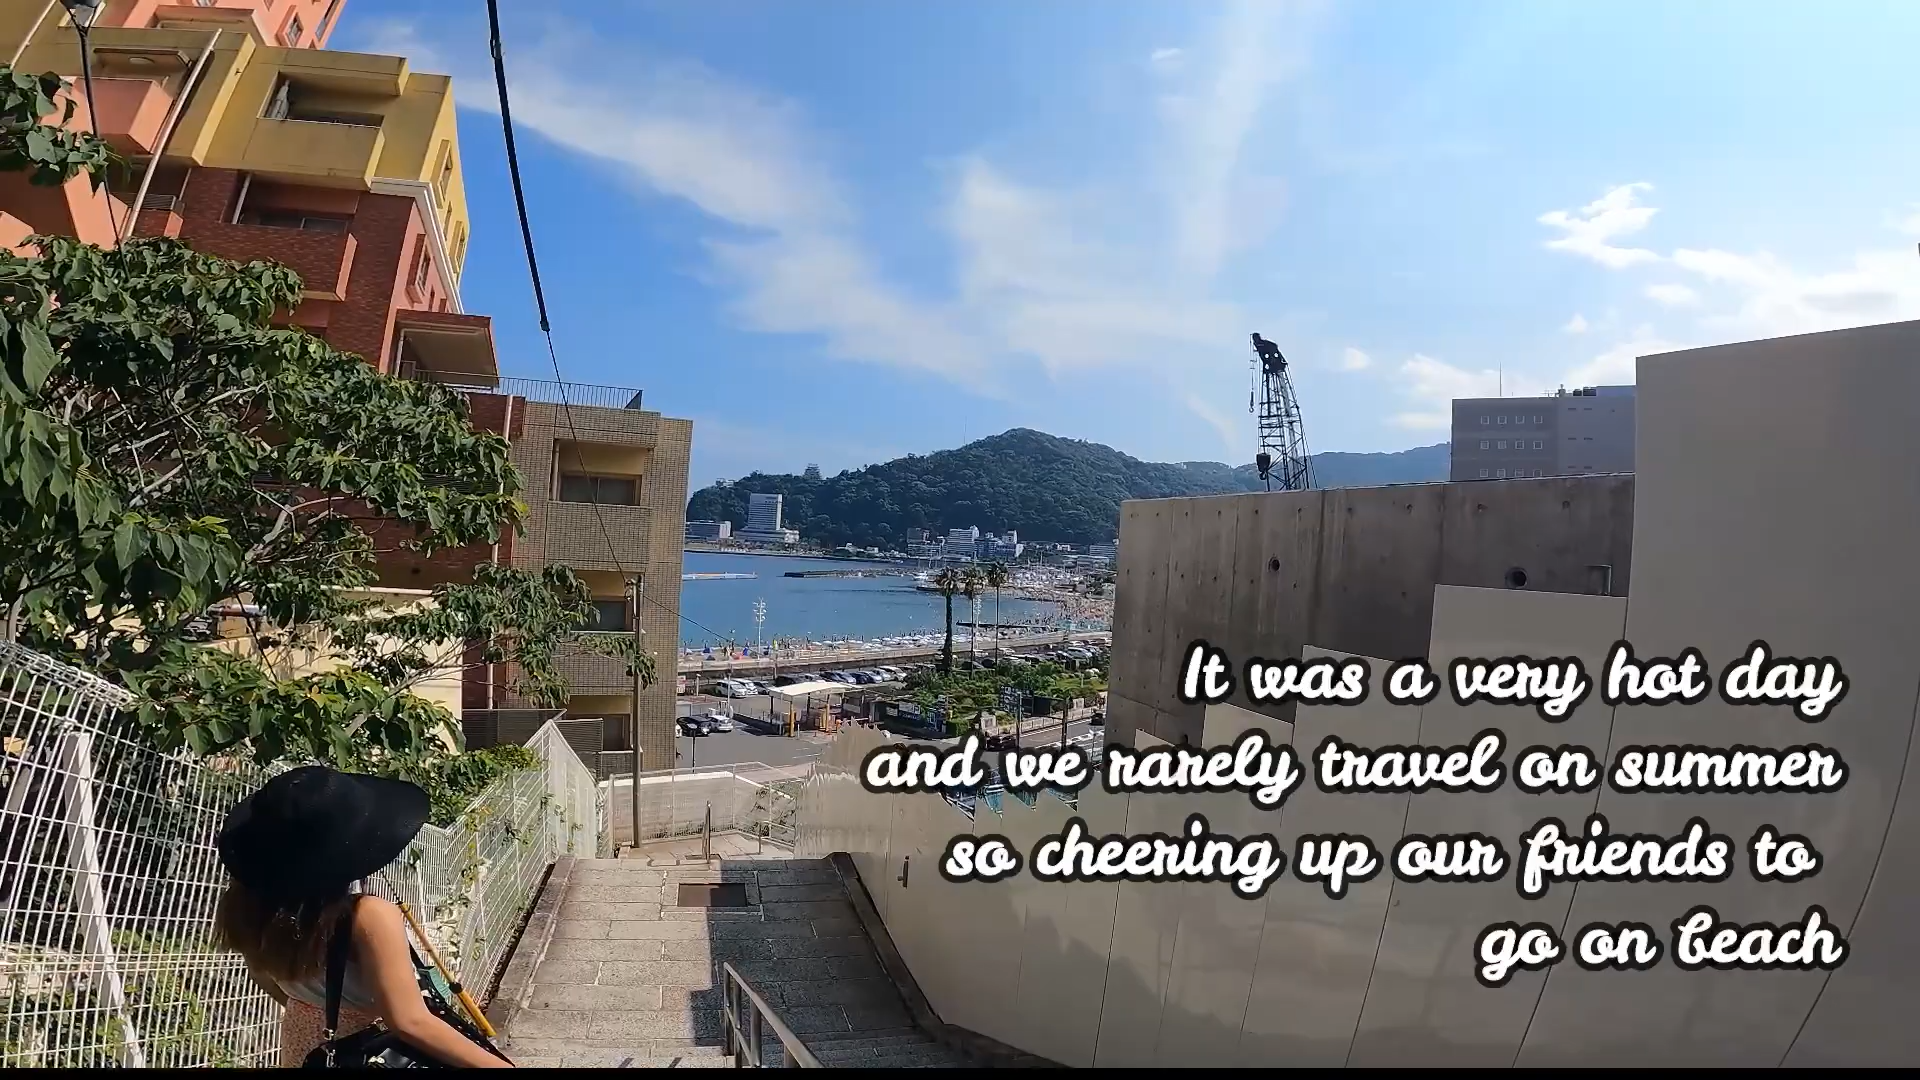 It was a very hot day
and we rarely travel on summer
so cheering up our friends to
go on beach